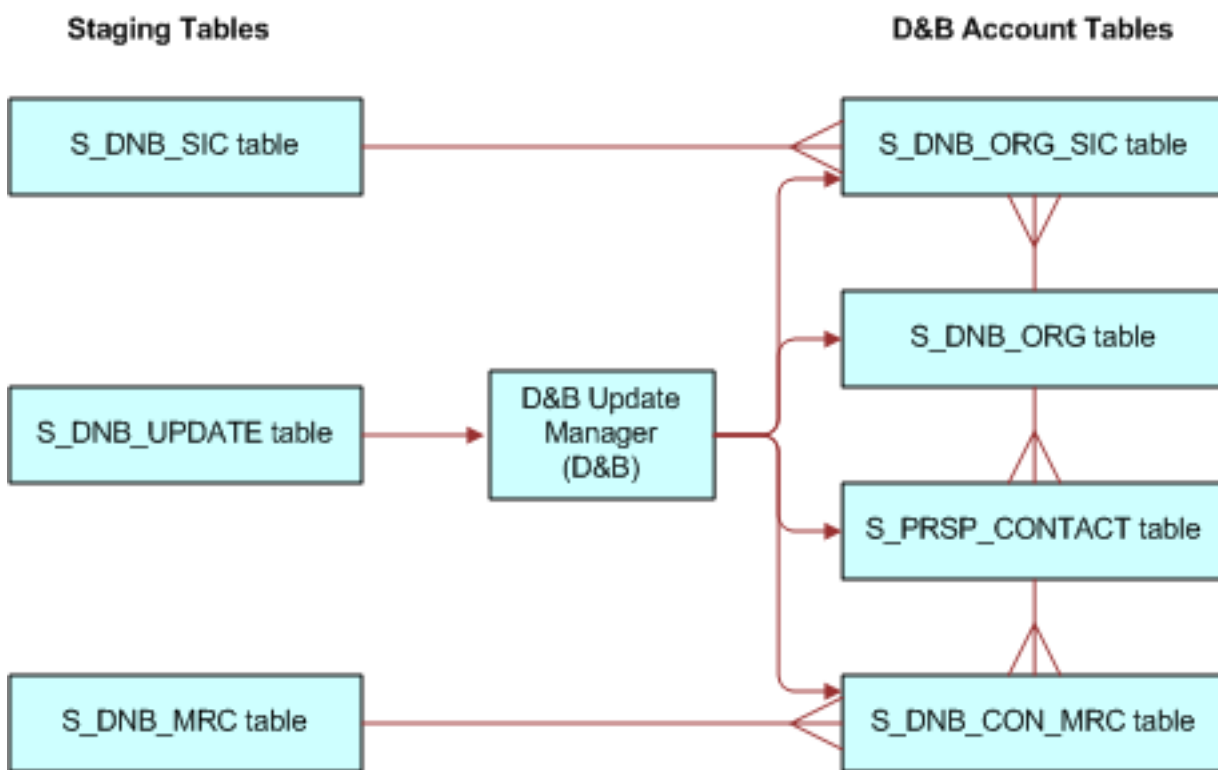 Staging Tables
D&B Account Tables
S_DNB_SIC table
S_DNB_ORG_SIC table
S_DNB_ORG table
S_DNB_UPDATE table
D&B Update
Manager
(D&B)
S_PRSP_CONTACT table
S_DNB_MRC table
S_DNB_CON_MRC table